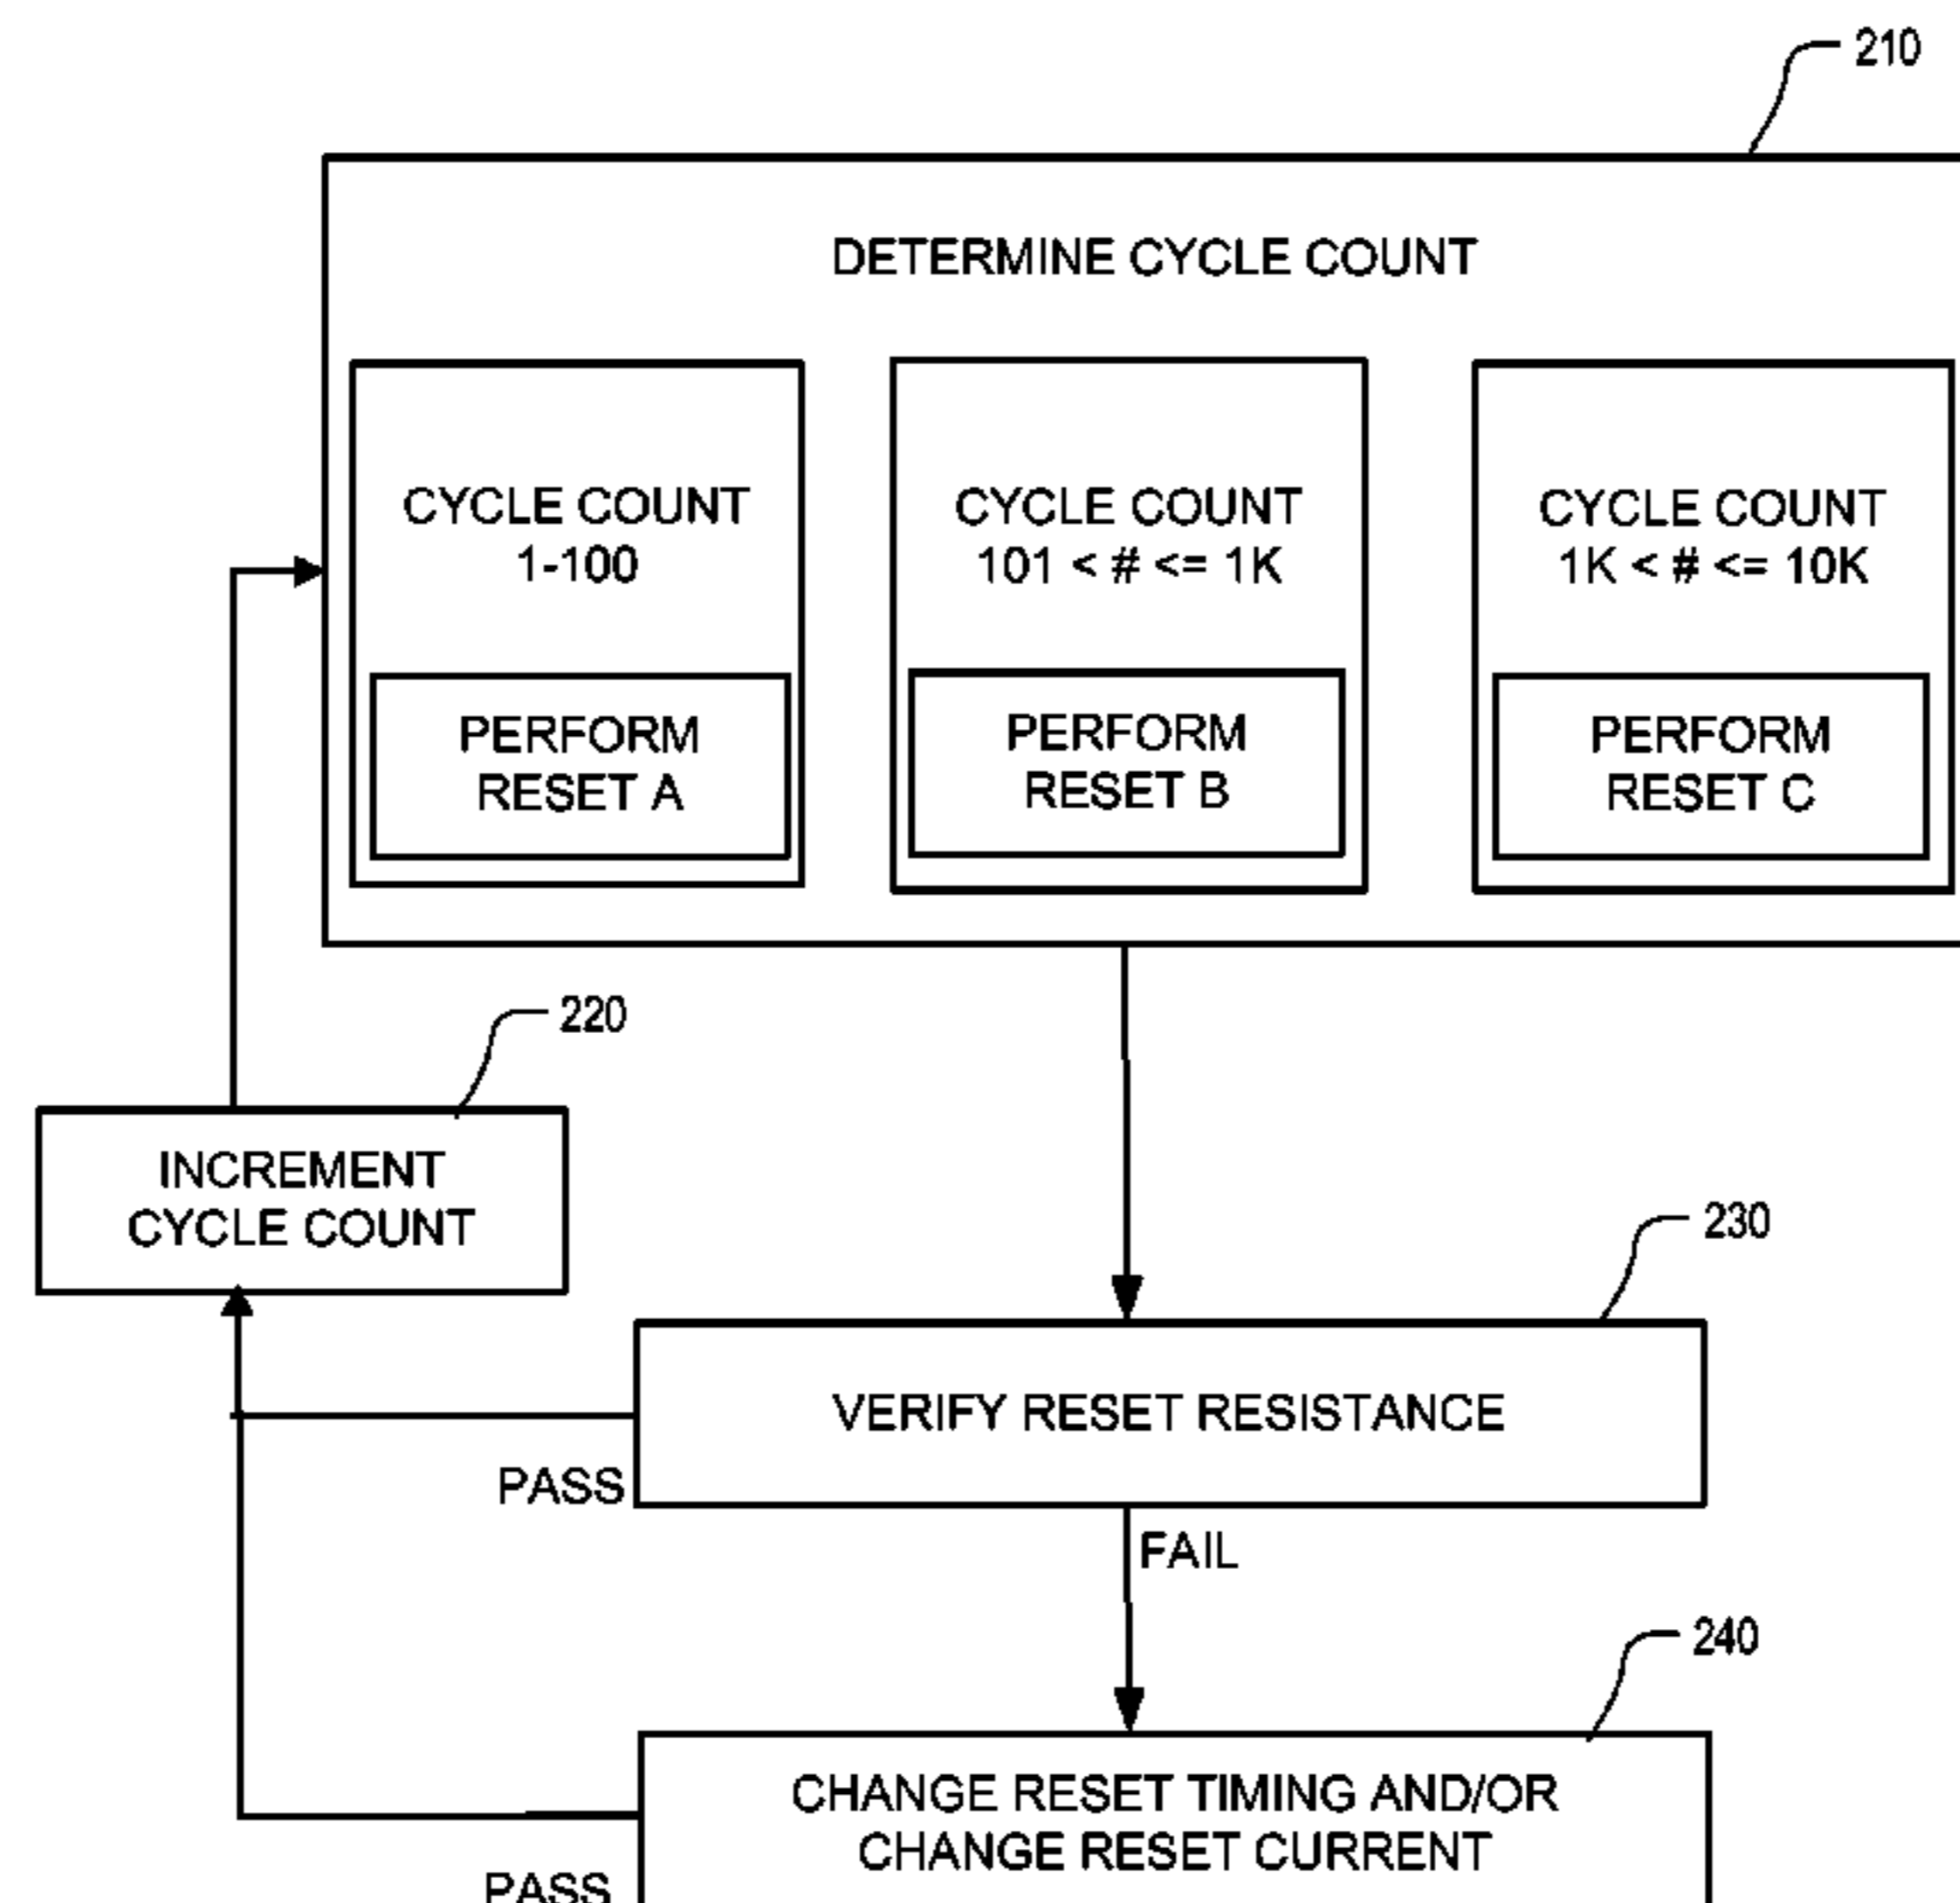 210
DETERMINE CYCLE COUNT
CYCLE COUNT
1-100
PERFORM
RESET A
CYCLE COUNT
101 < # <= 1K
PERFORM
RESET B
CYCLE COUNT
1K < # <= 10K
PERFORM
RESET C
220
INCREMENT
CYCLE COUNT
230
VERIFY RESET RESISTANCE
PASS
FAIL
240
CHANGE RESET TIMING AND/OR
CHANGE RESET CURRENT
PASS